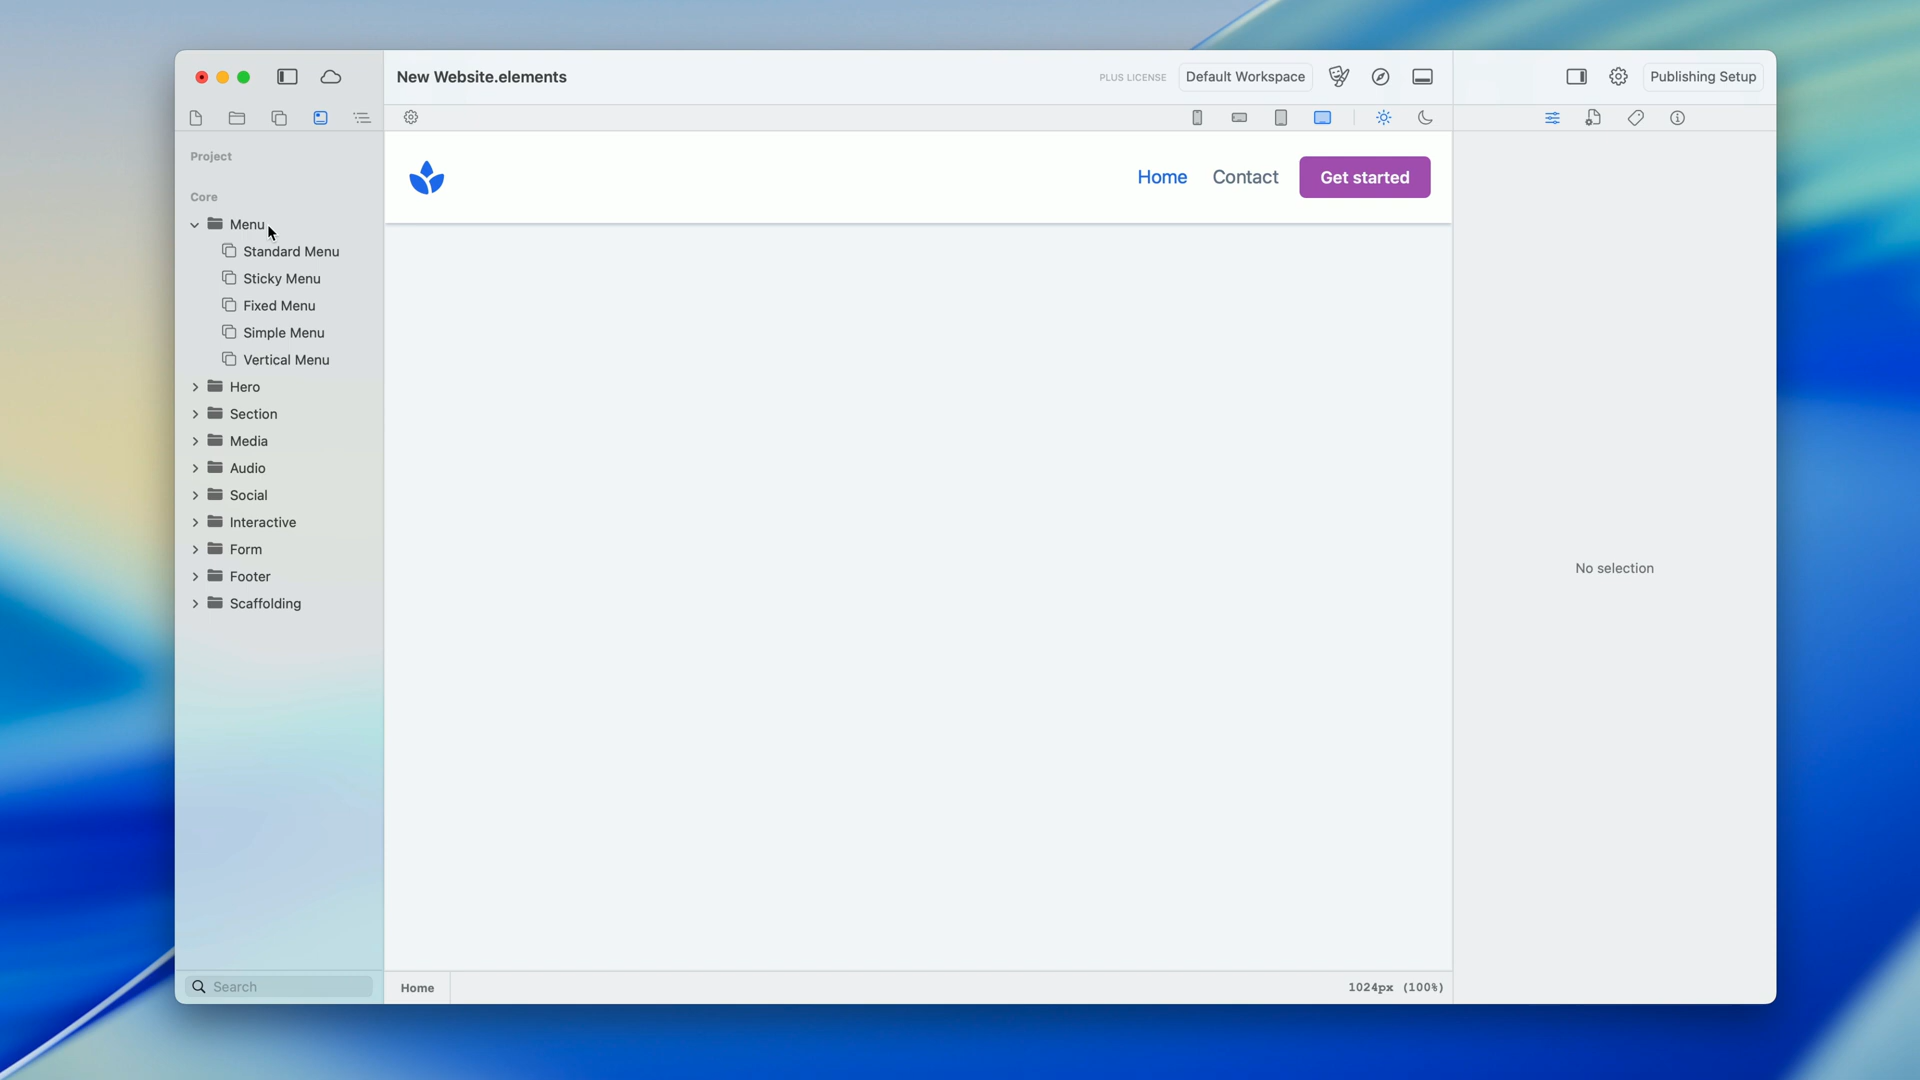 New Website.elements
PLUS LICENSE
Default Workspace
Publishing Setup
Project
Core
Menu
Standard Menu
Sticky Menu
Fixed Menu
Simple Menu
Vertical Menu
Hero
Section
Media
Audio
Social
Interactive
Form
Footer
Scaffolding
Search
Home
Contact
Get started
Home
1024px (100%)
No selection